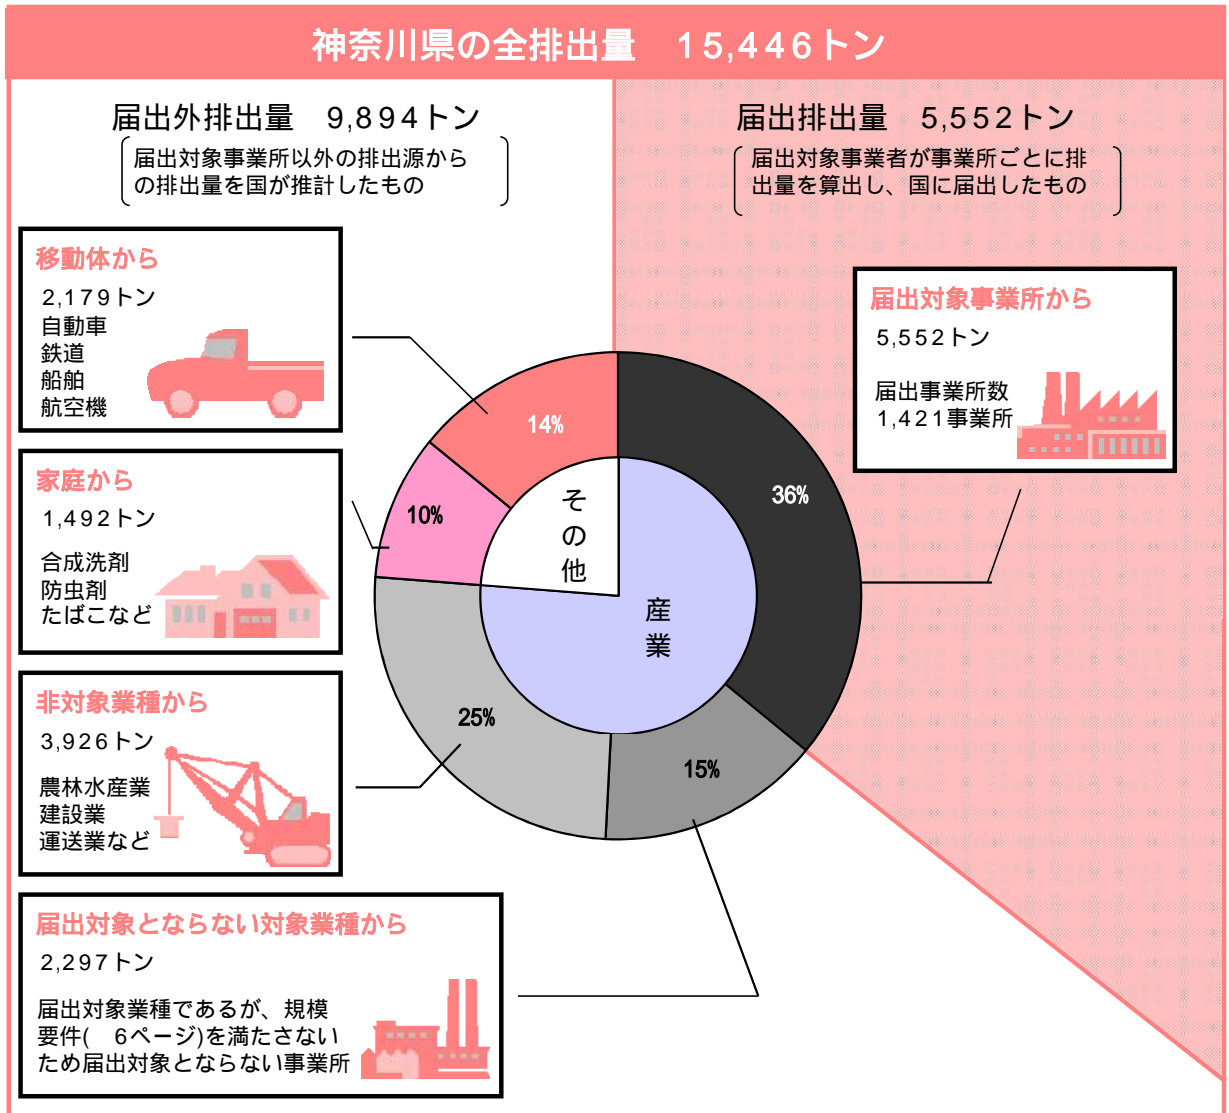 神奈川県の全排出量　15,446トン
届出外排出量　9,894トン
届出対象事業所以外の排出源から
の排出量を国が推計したもの
届出排出量　5,552トン
届出対象事業者が事業所ごとに排
出量を算出し、国に届出したもの
移動体から
2,179トン
自動車
鉄道
船舶
航空機
家庭から
1,492トン
合成洗剤
防虫剤
たばこなど
非対象業種から
3,926トン
農林水産業
建設業
運送業など
届出対象とならない対象業種から
2,297トン
届出対象業種であるが、規模
要件(　6ページ)を満たさない
ため届出対象とならない事業所
届出対象事業所から
5,552トン
届出事業所数
1,421事業所
14%
10%
36%
25%
15%
その他
産業